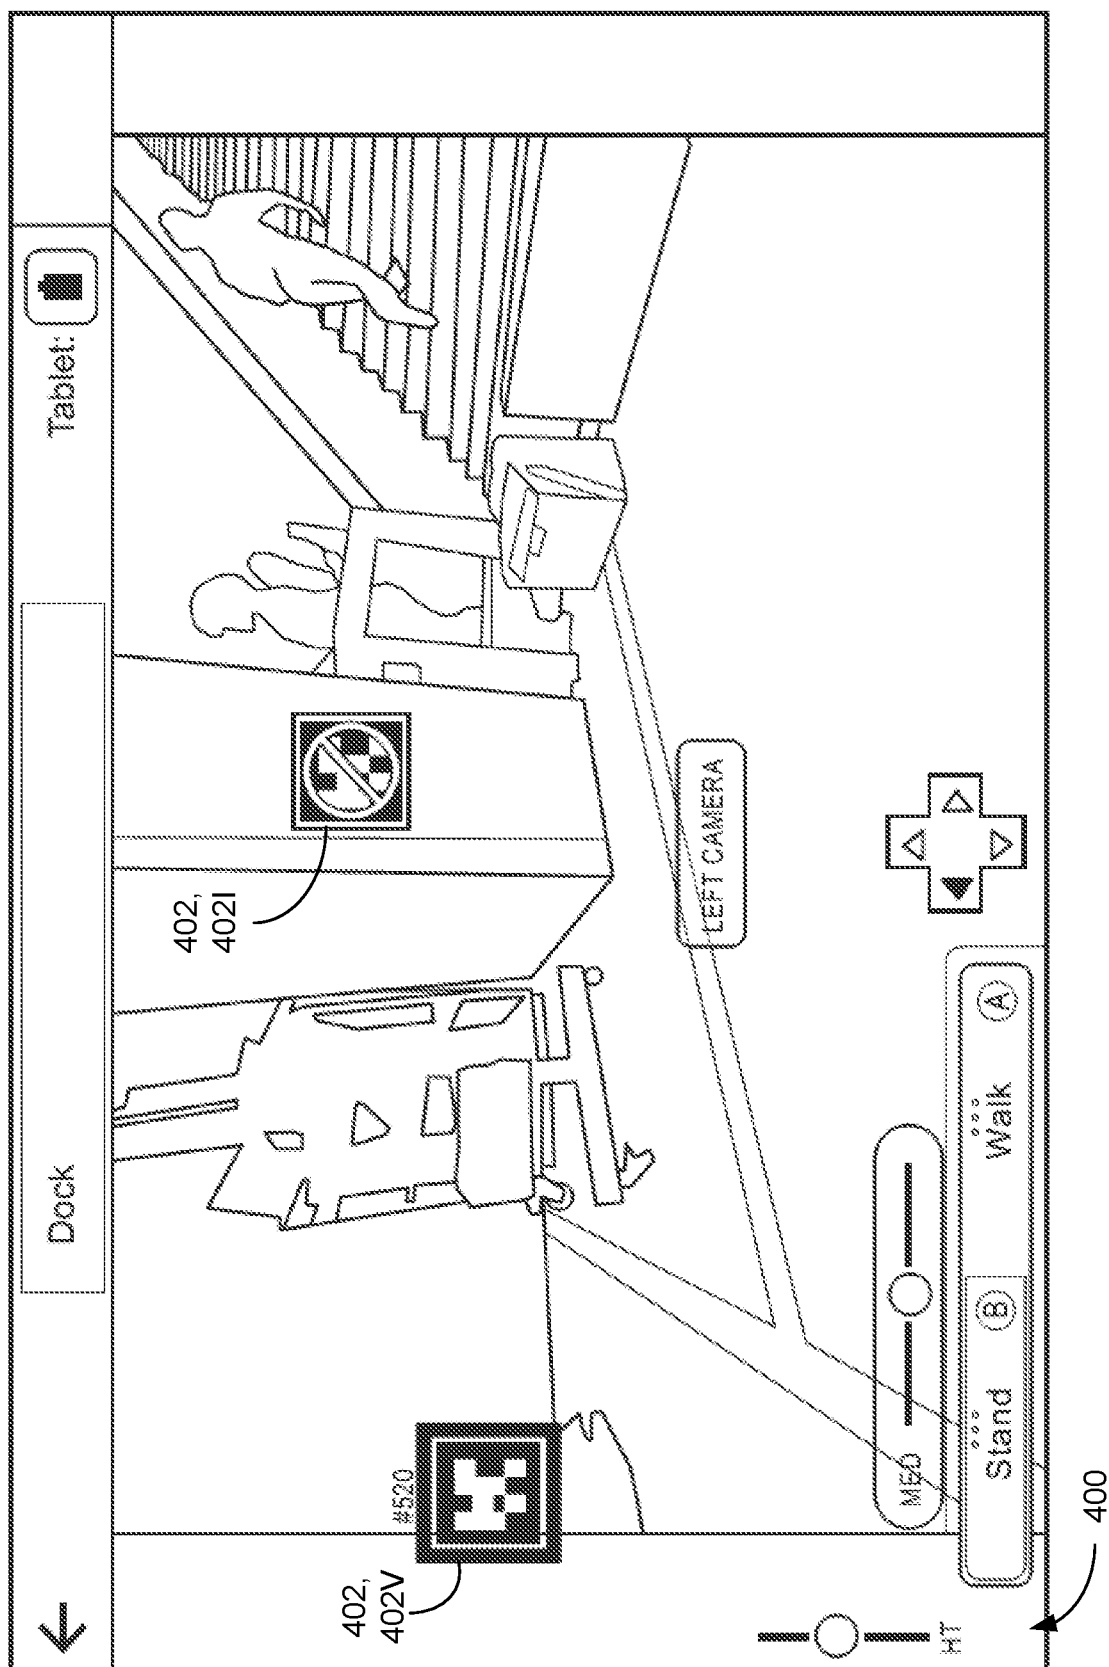 Dock
Tablet:
#520
402,
402V
402,
402I
LEFT CAMERA
MED
HT
Stand
B
Walk
A
400